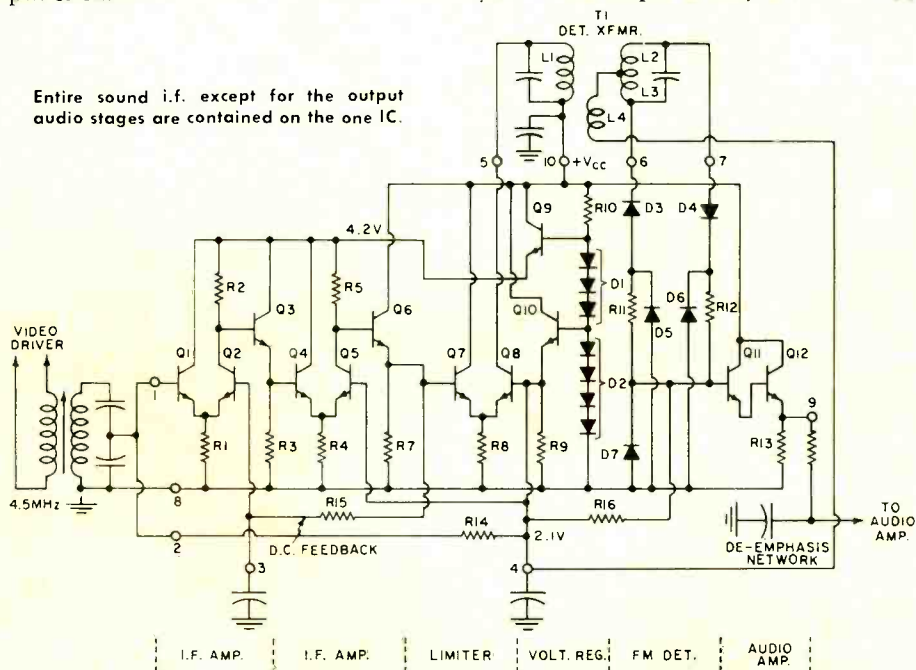 T1
DET. XFMR.
L1
L2
L3
L4
Entire sound i.f. except for the output
audio stages are contained on the one IC.
5
10
+Vcc
6
7
Q9
R10
D3
D4
4.2V
D1
R2
Q3
R5
Q6
Q10
R11
D6
R12
D5
VIDEO
DRIVER
Q1
Q2
Q4
Q5
Q7
Q8
D2
Q11
Q12
1
9
R1
R3
R4
R7
R8
R9
D7
R13
4.5MHz
8
R15
R16
TO
AUDIO
AMP.
2
D.C. FEEDBACK
R14
2.1V
DE-EMPHASIS
NETWORK
3
4
I.F. AMP.
I.F. AMP.
LIMITER
VOLT. REG.
FM DET.
AUDIO
AMP.